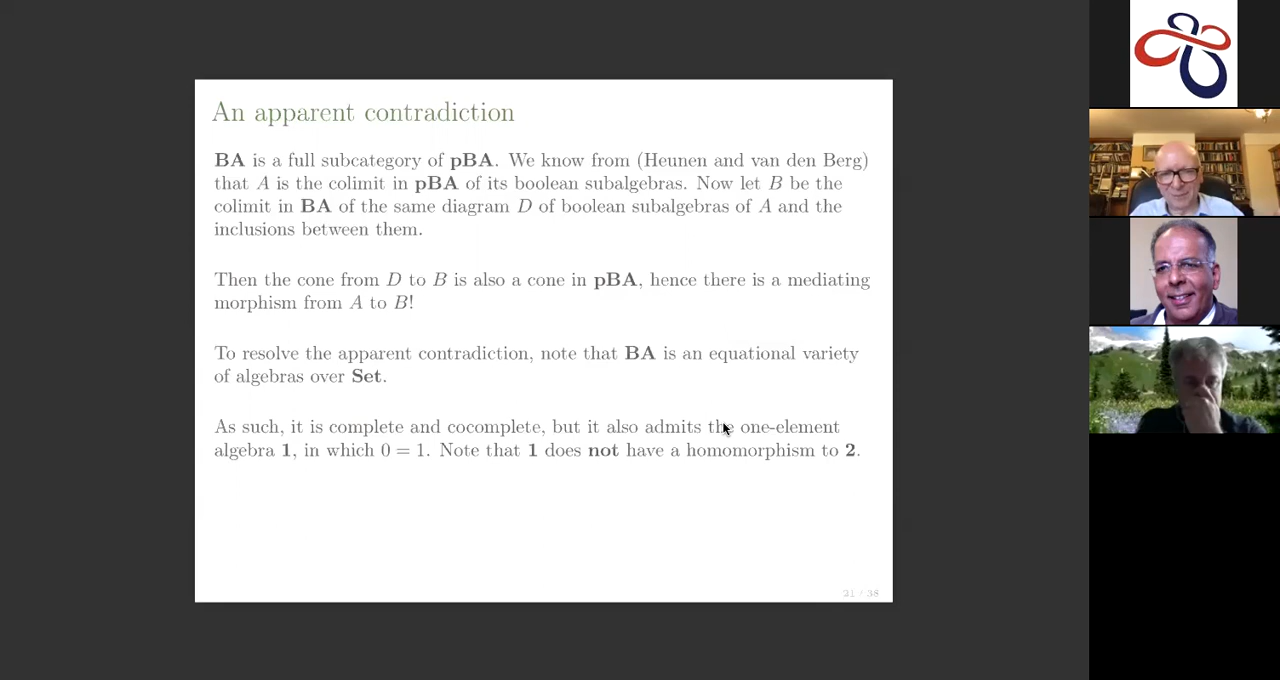 An apparent contradiction
BA is a full subcategory of pBA. We know from (Heunen and van den Berg)
that A is the colimit in pBA of its boolean subalgebras. Now let B be the
colimit in BA of the same diagram D of boolean subalgebras of A and the
inclusions between them.
Then the cone from D to B is also a cone in pBA, hence there is a mediating
morphism from A to B!
To resolve the apparent contradiction, note that BA is an equational variety
of algebras over Set.
As such, it is complete and cocomplete, but it also admits the one-element
algebra 1, in which 0 = 1. Note that 1 does not have a homomorphism to 2.
21 / 38